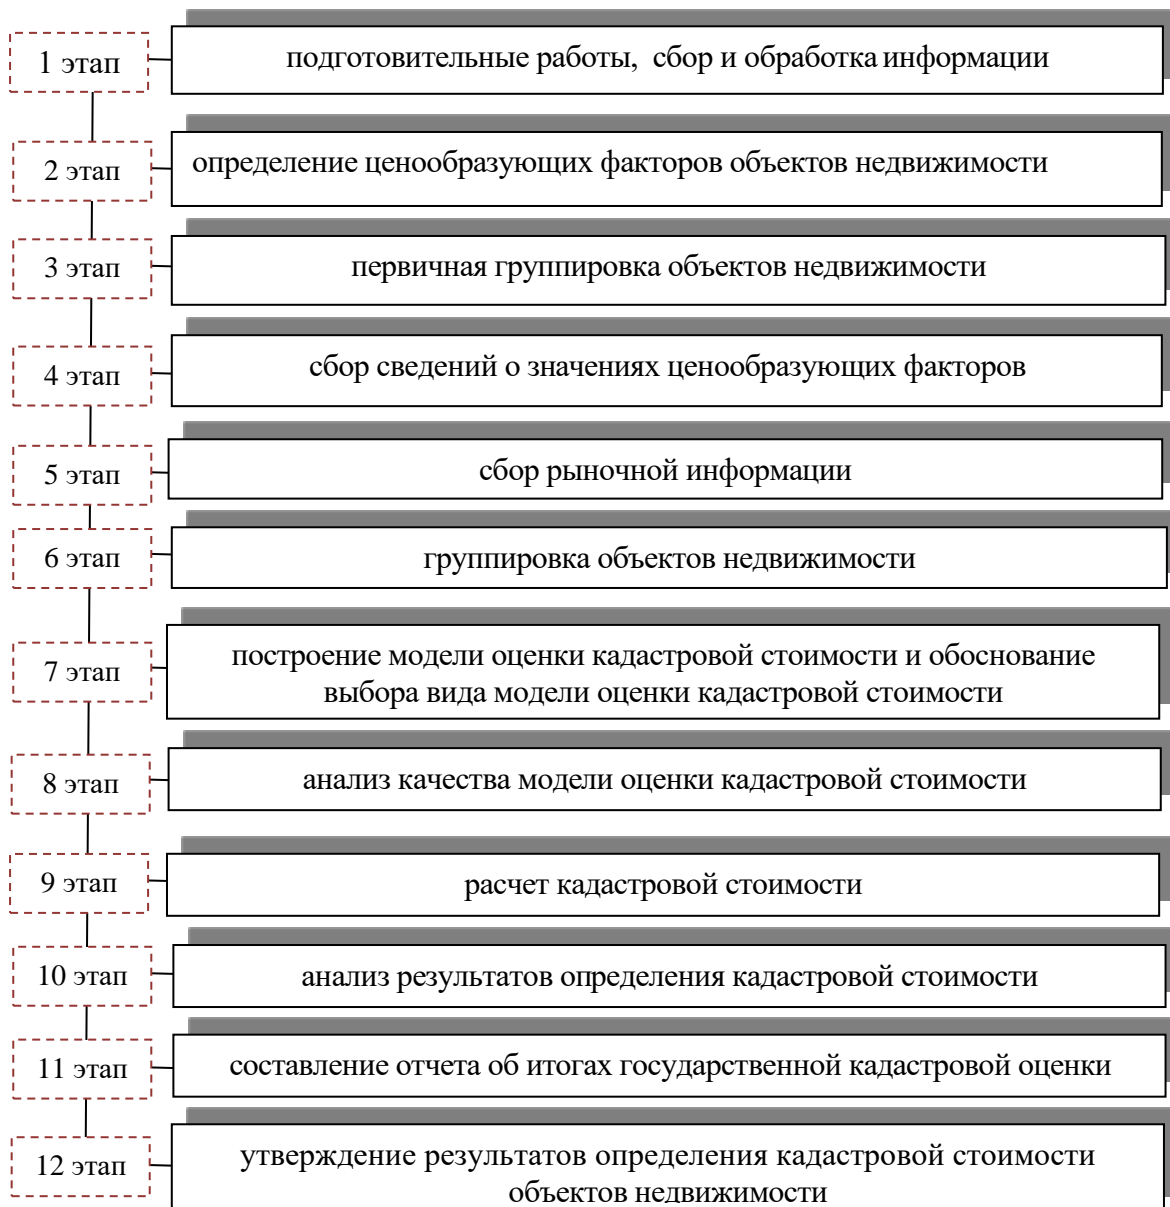 1 этап
подготовительные работы, сбор и обработка информации
2 этап
определение ценообразующих факторов объектов недвижимости
3 этап
первичная группировка объектов недвижимости
4 этап
сбор сведений о значениях ценообразующих факторов
5 этап
сбор рыночной информации
6 этап
группировка объектов недвижимости
7 этап
построение модели оценки кадастровой стоимости и обоснование
выбора вида модели оценки кадастровой стоимости
8 этап
анализ качества модели оценки кадастровой стоимости
9 этап
расчет кадастровой стоимости
10 этап
анализ результатов определения кадастровой стоимости
11 этап
составление отчета об итогах государственной кадастровой оценки
12 этап
утверждение результатов определения кадастровой стоимости
объектов недвижимости